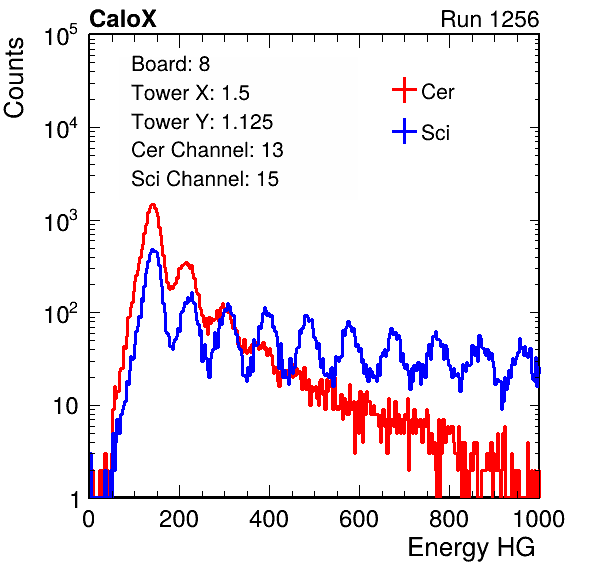 CaloX Run 1256
Counts
10^5
10^4
10^3
10^2
10
1
Board: 8
Tower X: 1.5
Tower Y: 1.125
Cer Channel: 13
Sci Channel: 15
Cer
Sci
0 200 400 600 800 1000
Energy HG